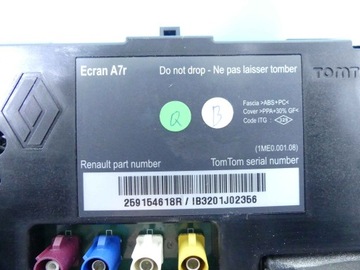 Ecran A7r
Do not drop - Ne pas laisser tomber
TOMT
Q
B
Fascia >ABS+PC<
Cover >PPA+30% GF<
Code ITG
(1ME0.001.08)
Renault part number
TomTom serial number
259154618R / IB3201J02356